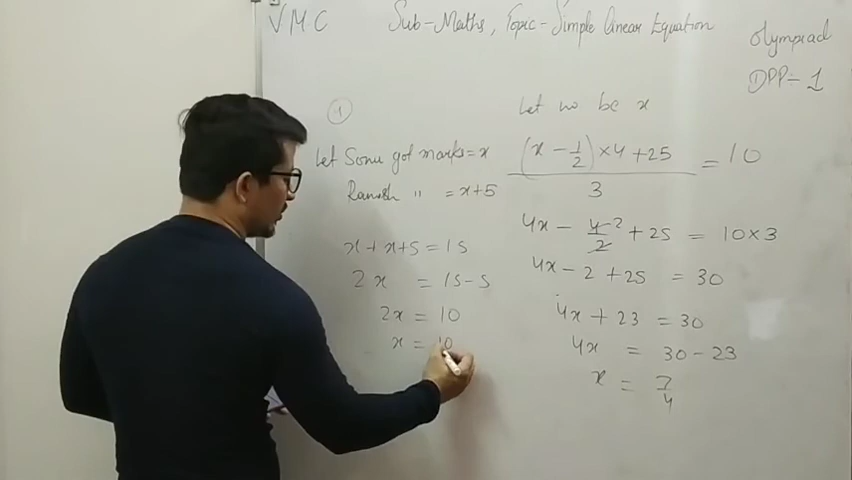 VMC
Sub-Maths, Topic-Simple linear Equation
Olympiad
DPP:- 1
①
Let Sonu got marks = x
Ramesh " = x+5
x + x+5 = 15
2x = 15-5
2x = 10
x = 10
Let no be x
(x - 1/2) × 4 + 25 / 3 = 10
4x - 4/2 2 + 25 = 10×3
4x - 2 + 25 = 30
4x + 23 = 30
4x = 30 - 23
x = 7/4